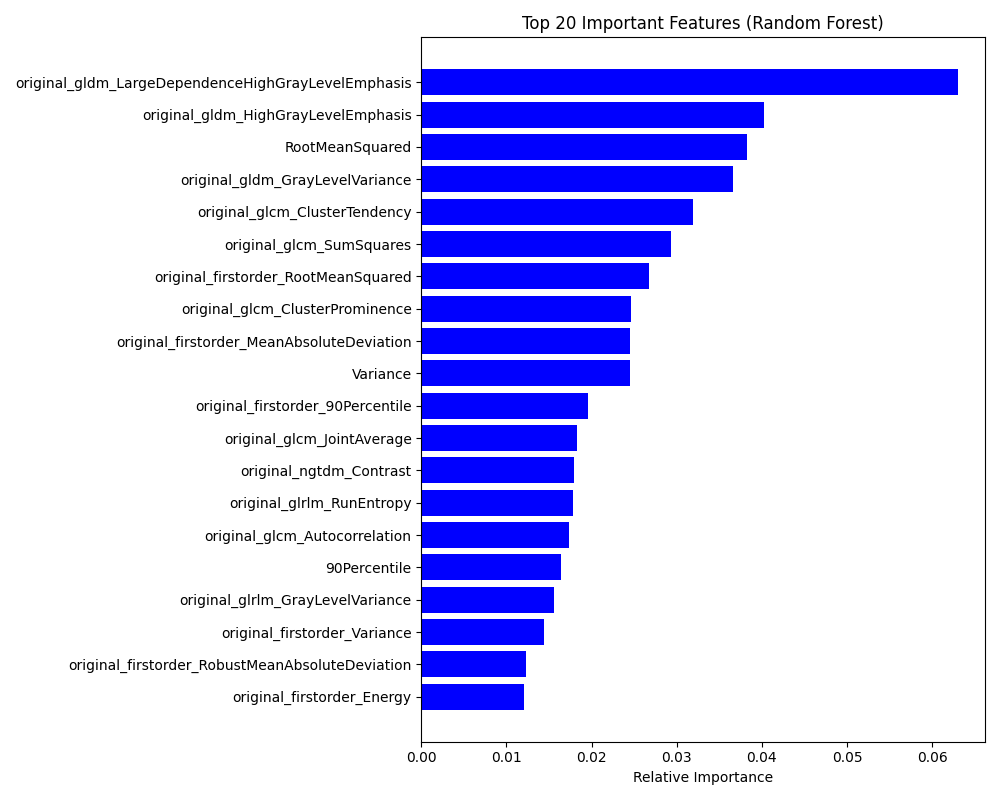 Top 20 Important Features (Random Forest)
original_gldm_LargeDependenceHighGrayLevelEmphasis
original_gldm_HighGrayLevelEmphasis
RootMeanSquared
original_gldm_GrayLevelVariance
original_glcm_ClusterTendency
original_glcm_SumSquares
original_firstorder_RootMeanSquared
original_glcm_ClusterProminence
original_firstorder_MeanAbsoluteDeviation
Variance
original_firstorder_90Percentile
original_glcm_JointAverage
original_ngtdm_Contrast
original_glrlm_RunEntropy
original_glcm_Autocorrelation
90Percentile
original_glrlm_GrayLevelVariance
original_firstorder_Variance
original_firstorder_RobustMeanAbsoluteDeviation
original_firstorder_Energy
0.00 0.01 0.02 0.03 0.04 0.05 0.06
Relative Importance